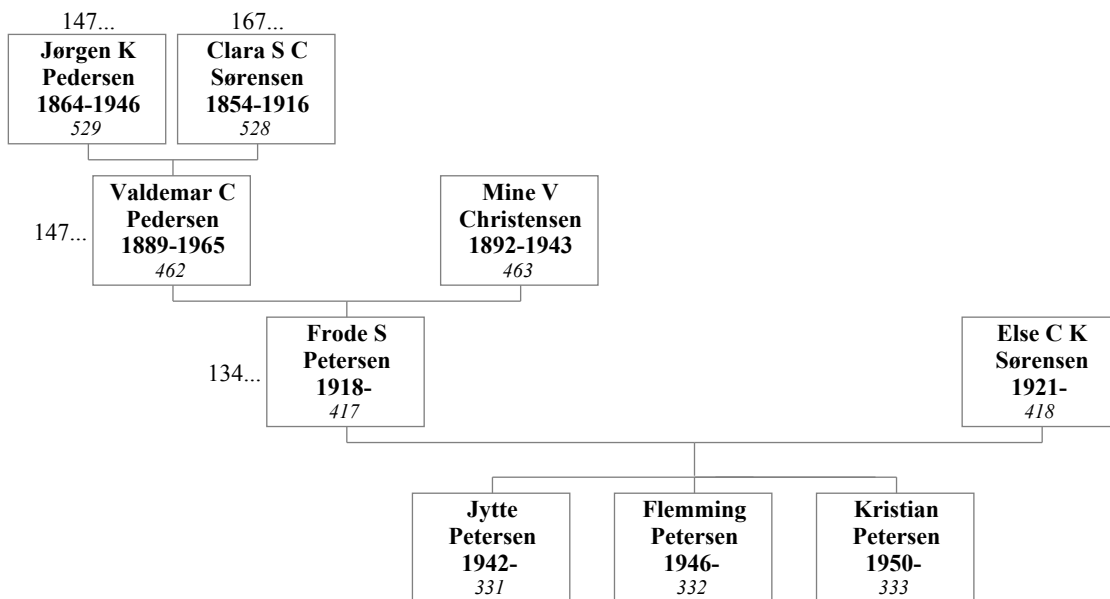 147...
167...
Jørgen K
Pedersen
1864-1946
529
Clara S C
Sørensen
1854-1916
528
147...
Valdemar C
Pedersen
1889-1965
462
Mine V
Christensen
1892-1943
463
134...
Frode S
Petersen
1918-
417
Else C K
Sørensen
1921-
418
Jytte
Petersen
1942-
331
Flemming
Petersen
1946-
332
Kristian
Petersen
1950-
333